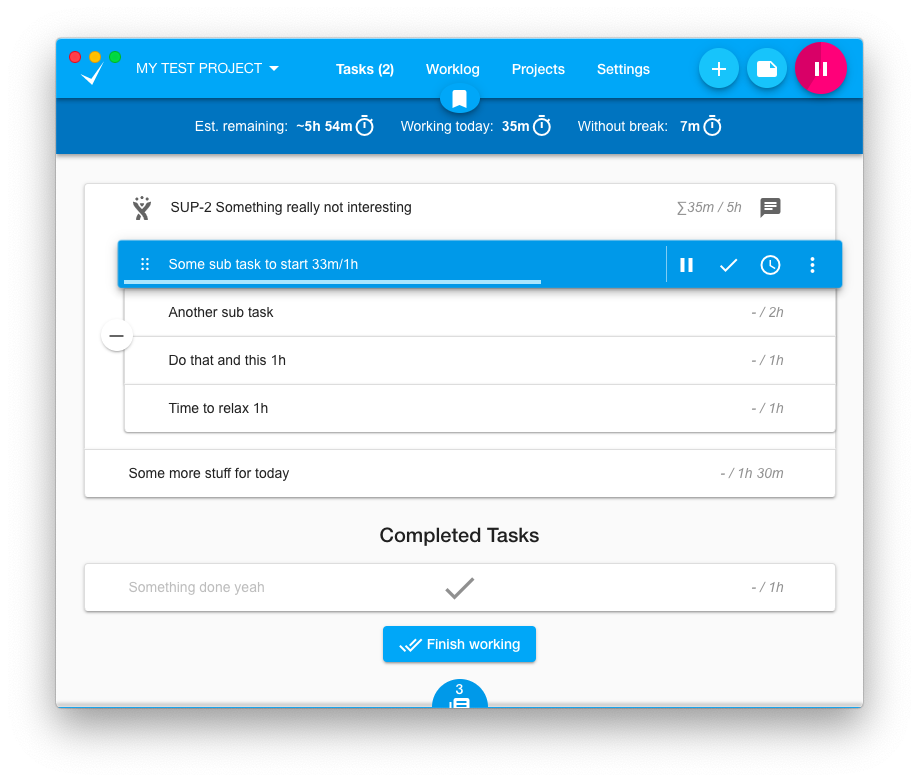 MY TEST PROJECT
Tasks (2) Worklog Projects Settings
Est. remaining: ~5h 54m Working today: 35m Without break: 7m
SUP-2 Something really not interesting ∑35m / 5h
Some sub task to start 33m/1h
Another sub task - / 2h
Do that and this 1h - / 1h
Time to relax 1h - / 1h
Some more stuff for today - / 1h 30m
Completed Tasks
Something done yeah - / 1h
Finish working
3